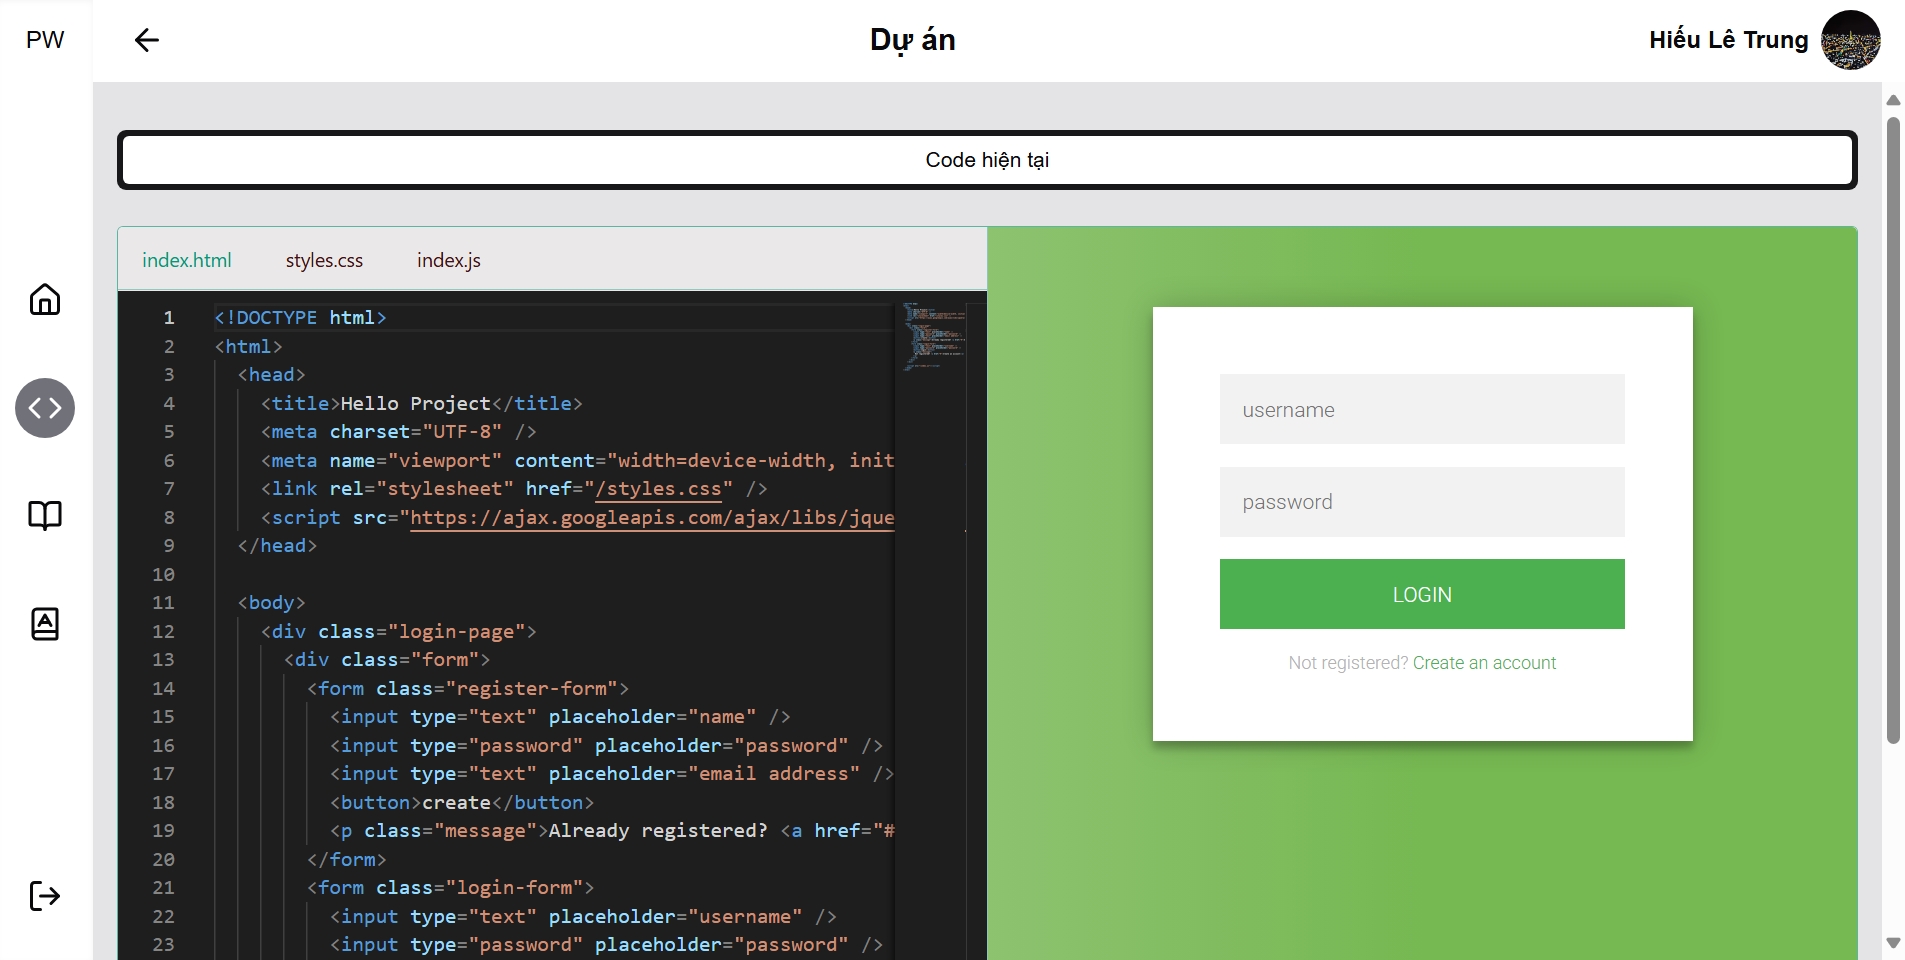 PW
Dự án
Hiếu Lê Trung
Code hiện tại
index.html
styles.css
index.js
1 <!DOCTYPE html>
2 <html>
3 <head>
4 <title>Hello Project</title>
5 <meta charset="UTF-8" />
6 <meta name="viewport" content="width=device-width, init
7 <link rel="stylesheet" href="/styles.css" />
8 <script src="https://ajax.googleapis.com/ajax/libs/jque
9 </head>
10
11 <body>
12 <div class="login-page">
13 <div class="form">
14 <form class="register-form">
15 <input type="text" placeholder="name" />
16 <input type="password" placeholder="password" />
17 <input type="text" placeholder="email address" />
18 <button>create</button>
19 <p class="message">Already registered? <a href="#
20 </form>
21 <form class="login-form">
22 <input type="text" placeholder="username" />
23 <input type="password" placeholder="password" />
username
password
LOGIN
Not registered? Create an account